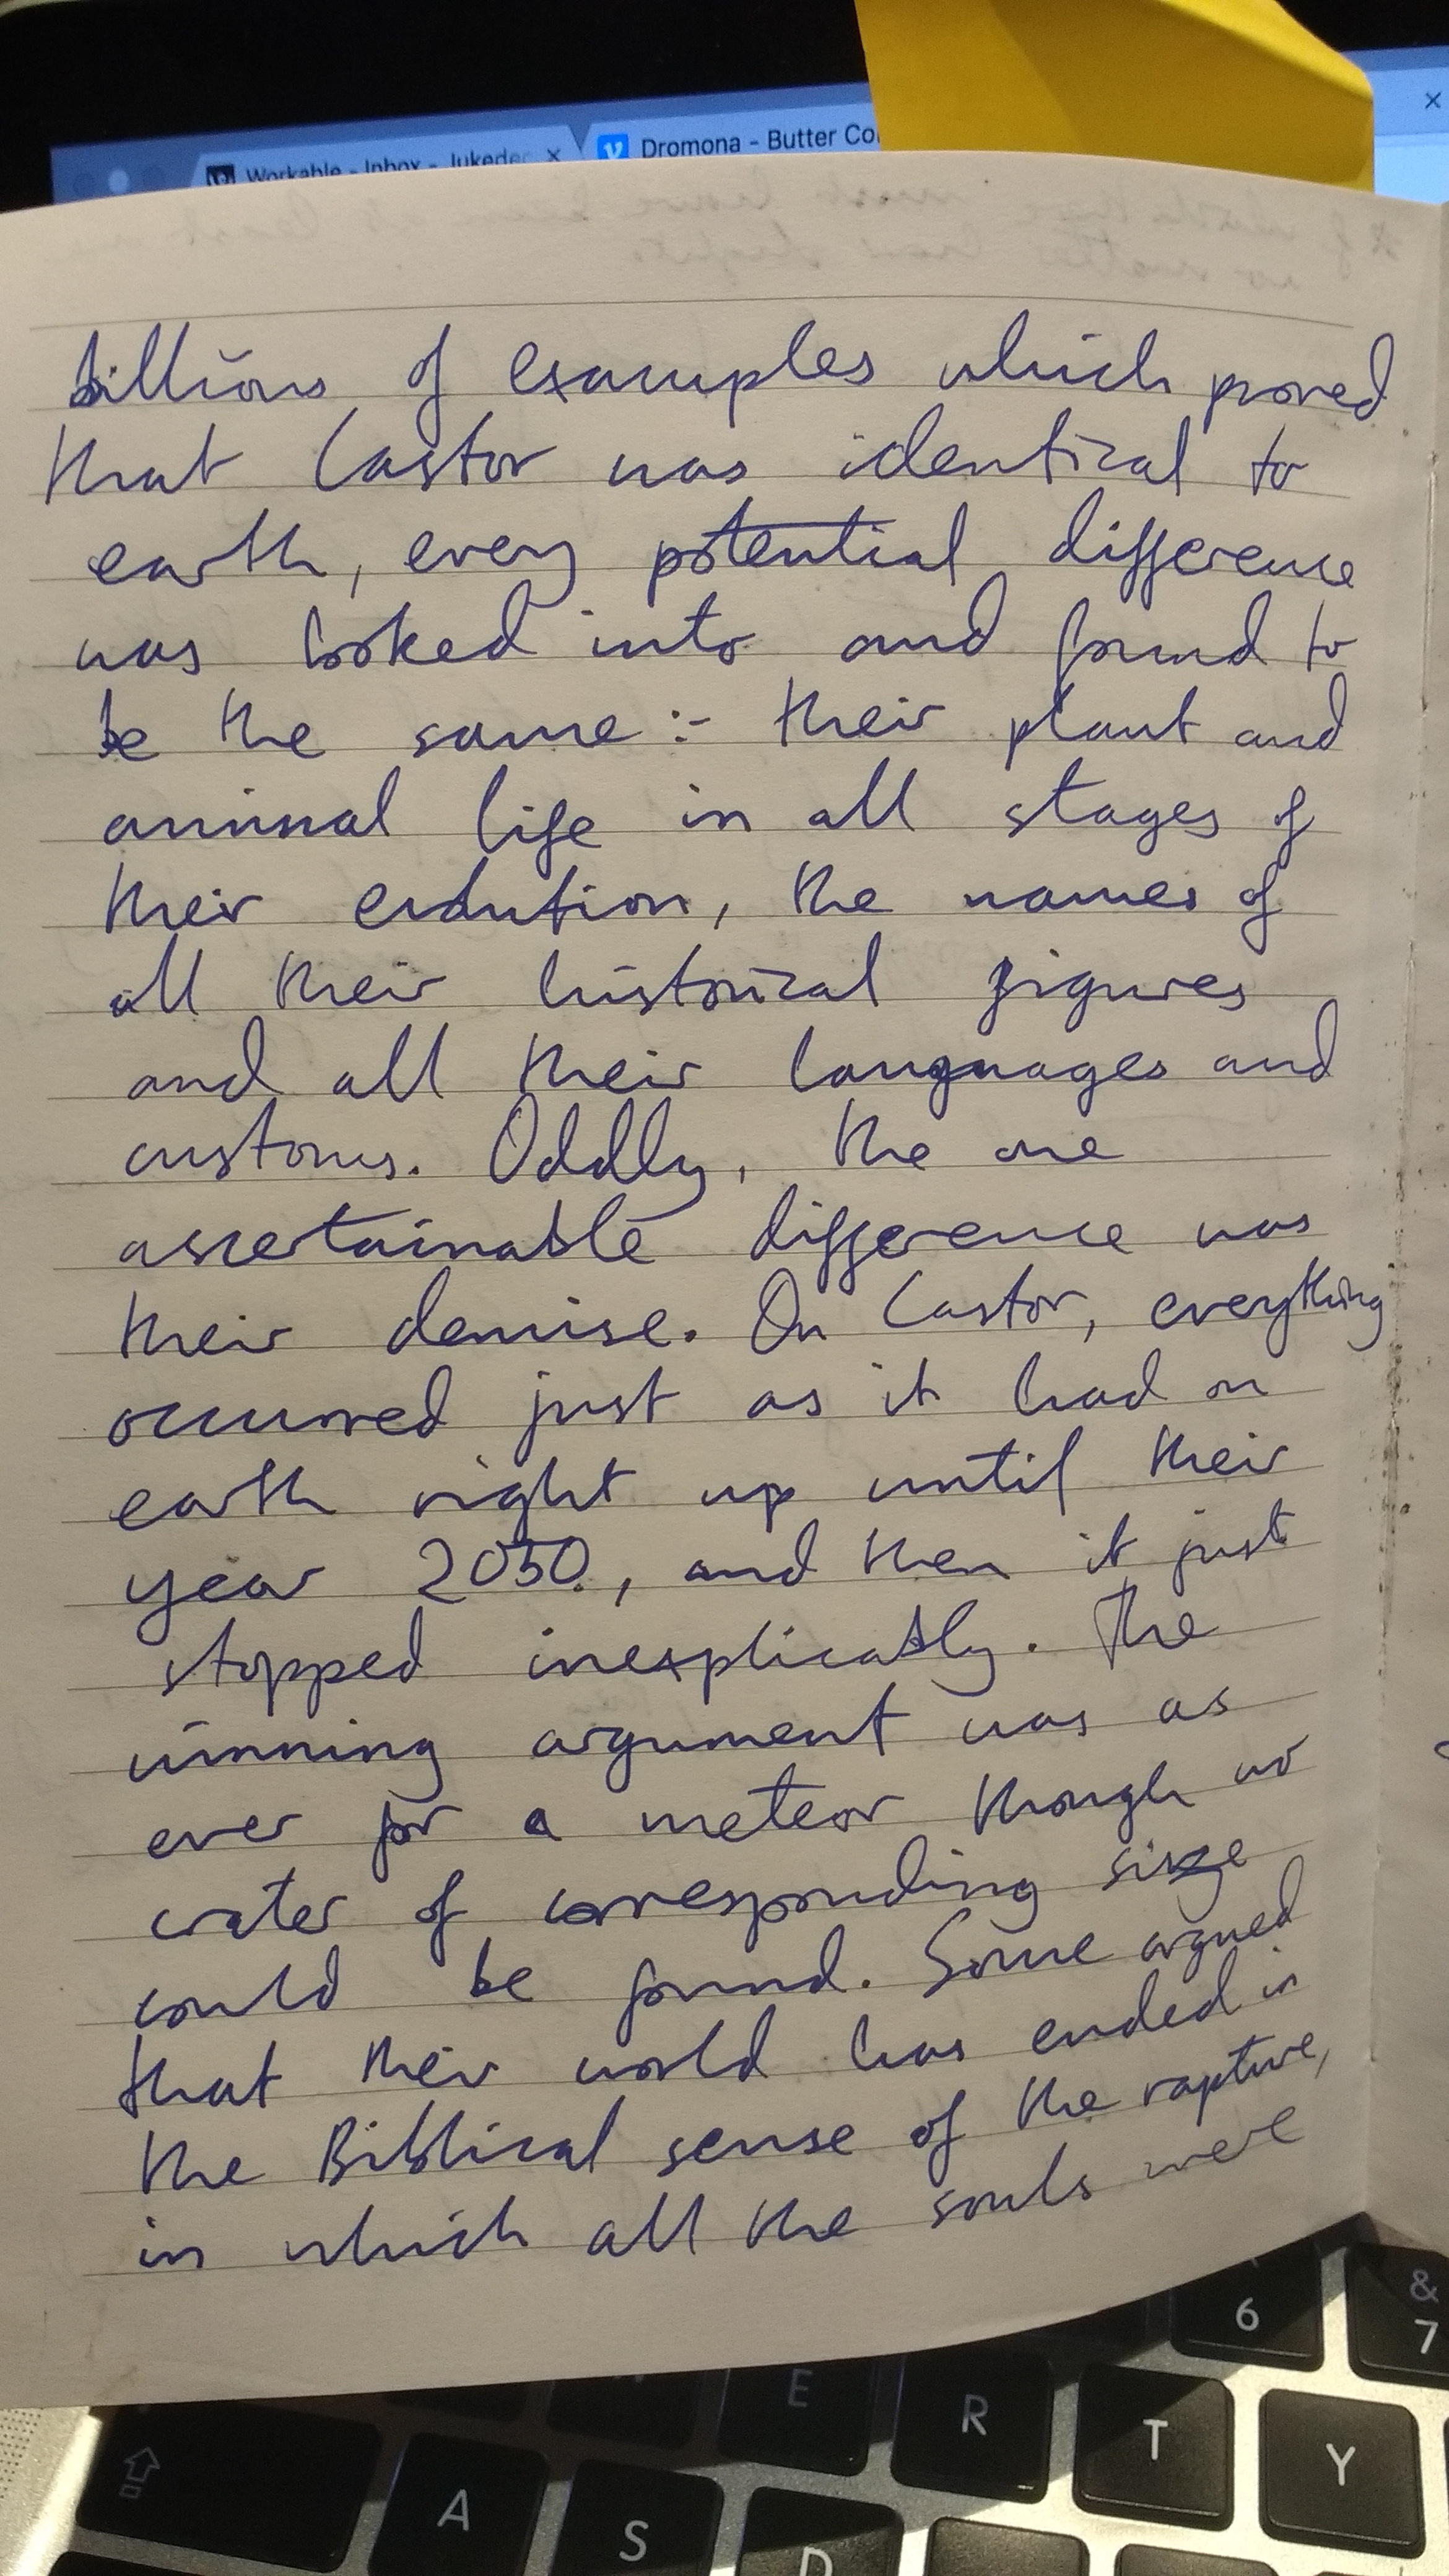 Workable - Inbox - Jukedec
Dromona - Butter Co
billions of examples which proved
that Castor was identical to
earth, every potential difference
was looked into and found to
be the same:- their plant and
animal life in all stages of
their evolution, the names of
all their historical figures
and all their languages and
customs. Oddly, the one
ascertainable difference was
their demise. On Castor, everything
occurred just as it had on
earth right up until their
year 2050, and then it just
stopped inexplicably. The
winning argument was as
ever for a meteor though no
crater of corresponding size
could be found. Some argued
that their world has ended in
the Biblical sense of the rapture,
in which all the souls were
6
&
7
E
R
T
Y
A
S
D